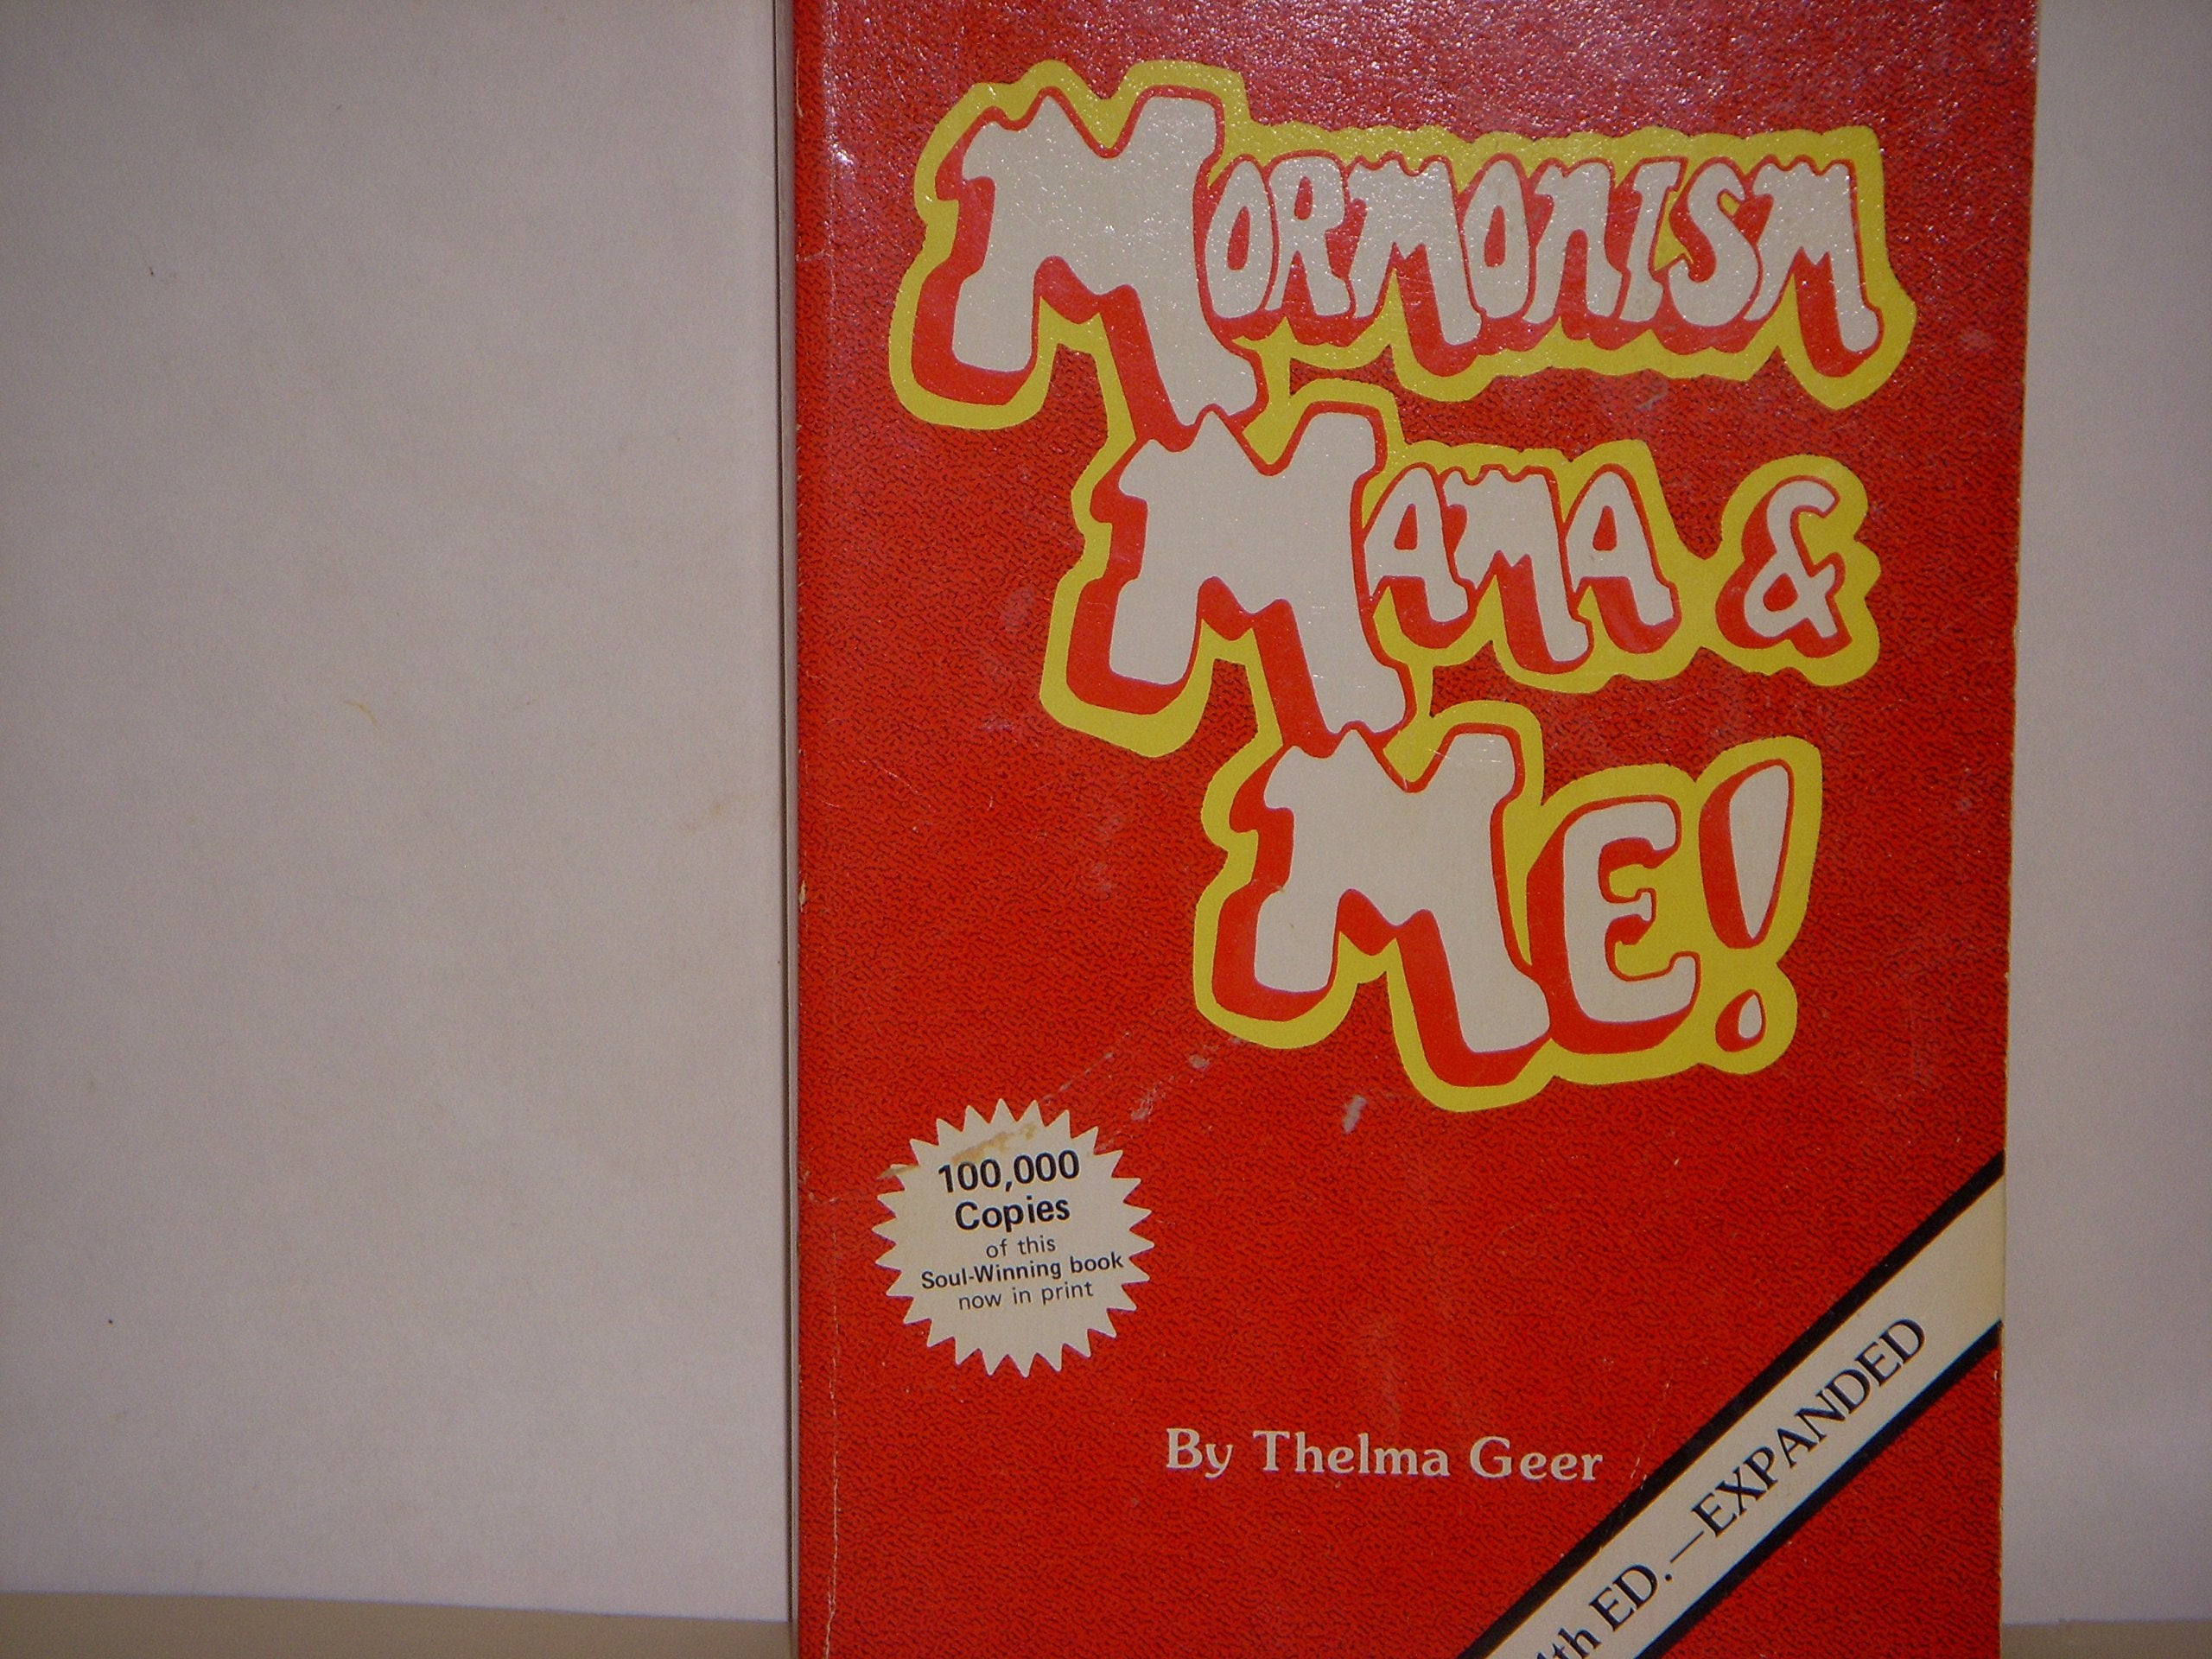 MORMONISM
MAMA &
ME!
100,000
Copies
of this
Soul-Winning book
now in print
By Thelma Geer
ED.—EXPANDED